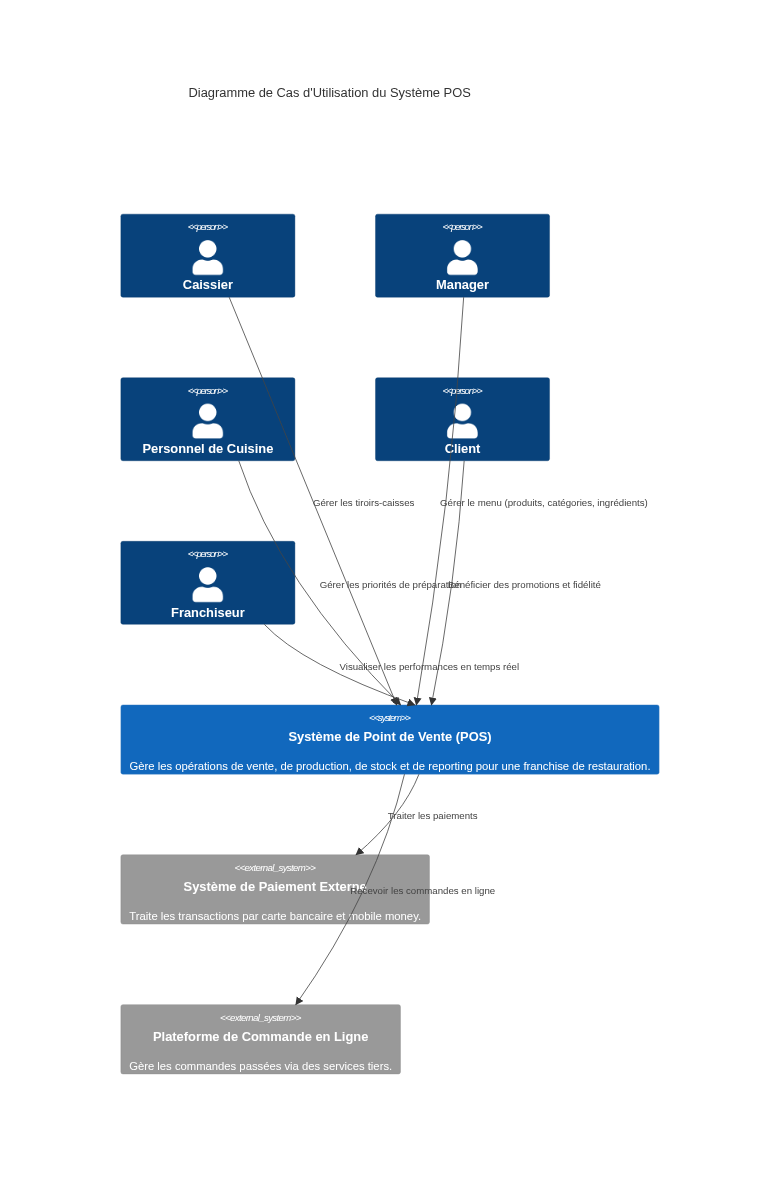 Diagramme de Cas d'Utilisation du Système POS
<<person>>
Caissier
<<person>>
Manager
<<person>>
Personnel de Cuisine
<<person>>
Client
Gérer les tiroirs-caisses
Gérer le menu (produits, catégories, ingrédients)
<<person>>
Franchiseur
Gérer les priorités de préparation
Bénéficier des promotions et fidélité
Visualiser les performances en temps réel
<<system>>
Système de Point de Vente (POS)
Gère les opérations de vente, de production, de stock et de reporting pour une franchise de restauration.
Traiter les paiements
<<external_system>>
Système de Paiement Externe
Recevoir les commandes en ligne
Traite les transactions par carte bancaire et mobile money.
<<external_system>>
Plateforme de Commande en Ligne
Gère les commandes passées via des services tiers.